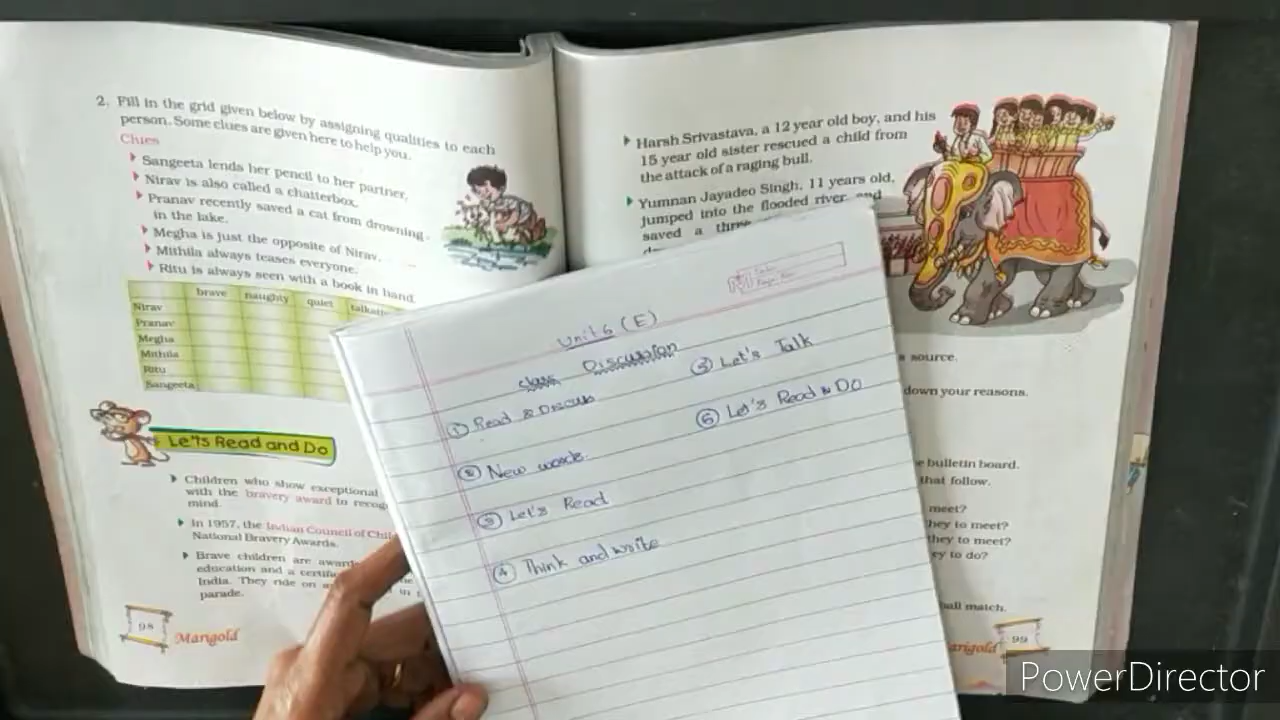 2. Fill in the grid given below by assigning qualities to each
person. Some clues are given here to help you.
Clues
Sangeeta lends her pencil to her partner.
Nirav is also called a chatterbox.
Pranav recently saved a cat from drowning
in the lake.
Megha is just the opposite of Nirav.
Mithila always teases everyone.
Ritu is always seen with a book in hand.
brave naughty quiet
Nirav
Pranav
Megha
Mithila
Ritu
Sangeeta
Let's Read and Do
Children who show exceptional
with the bravery award to
mind.
In 1957, the Indian Council of
National Bravery Awards.
Brave children are
education and a
India. They ride on
parade.
98
Marigold
Harsh Srivastava, a 12 year old boy, and his
15 year old sister rescued a child from
the attack of a raging bull.
Yumnan Jayadeo Singh, 11 years old,
jumped into the flooded river and
saved a
source.
down your reasons.
bulletin board.
that follow.
meet?
they to meet?
they to meet?
to do?
match.
99
Unit 6 (E)
class Discussion
① Read & Discuss
② New words
③ Let's Read
④ Think and write
⑤ Let's Talk
⑥ Let's Read & Do
PowerDirector